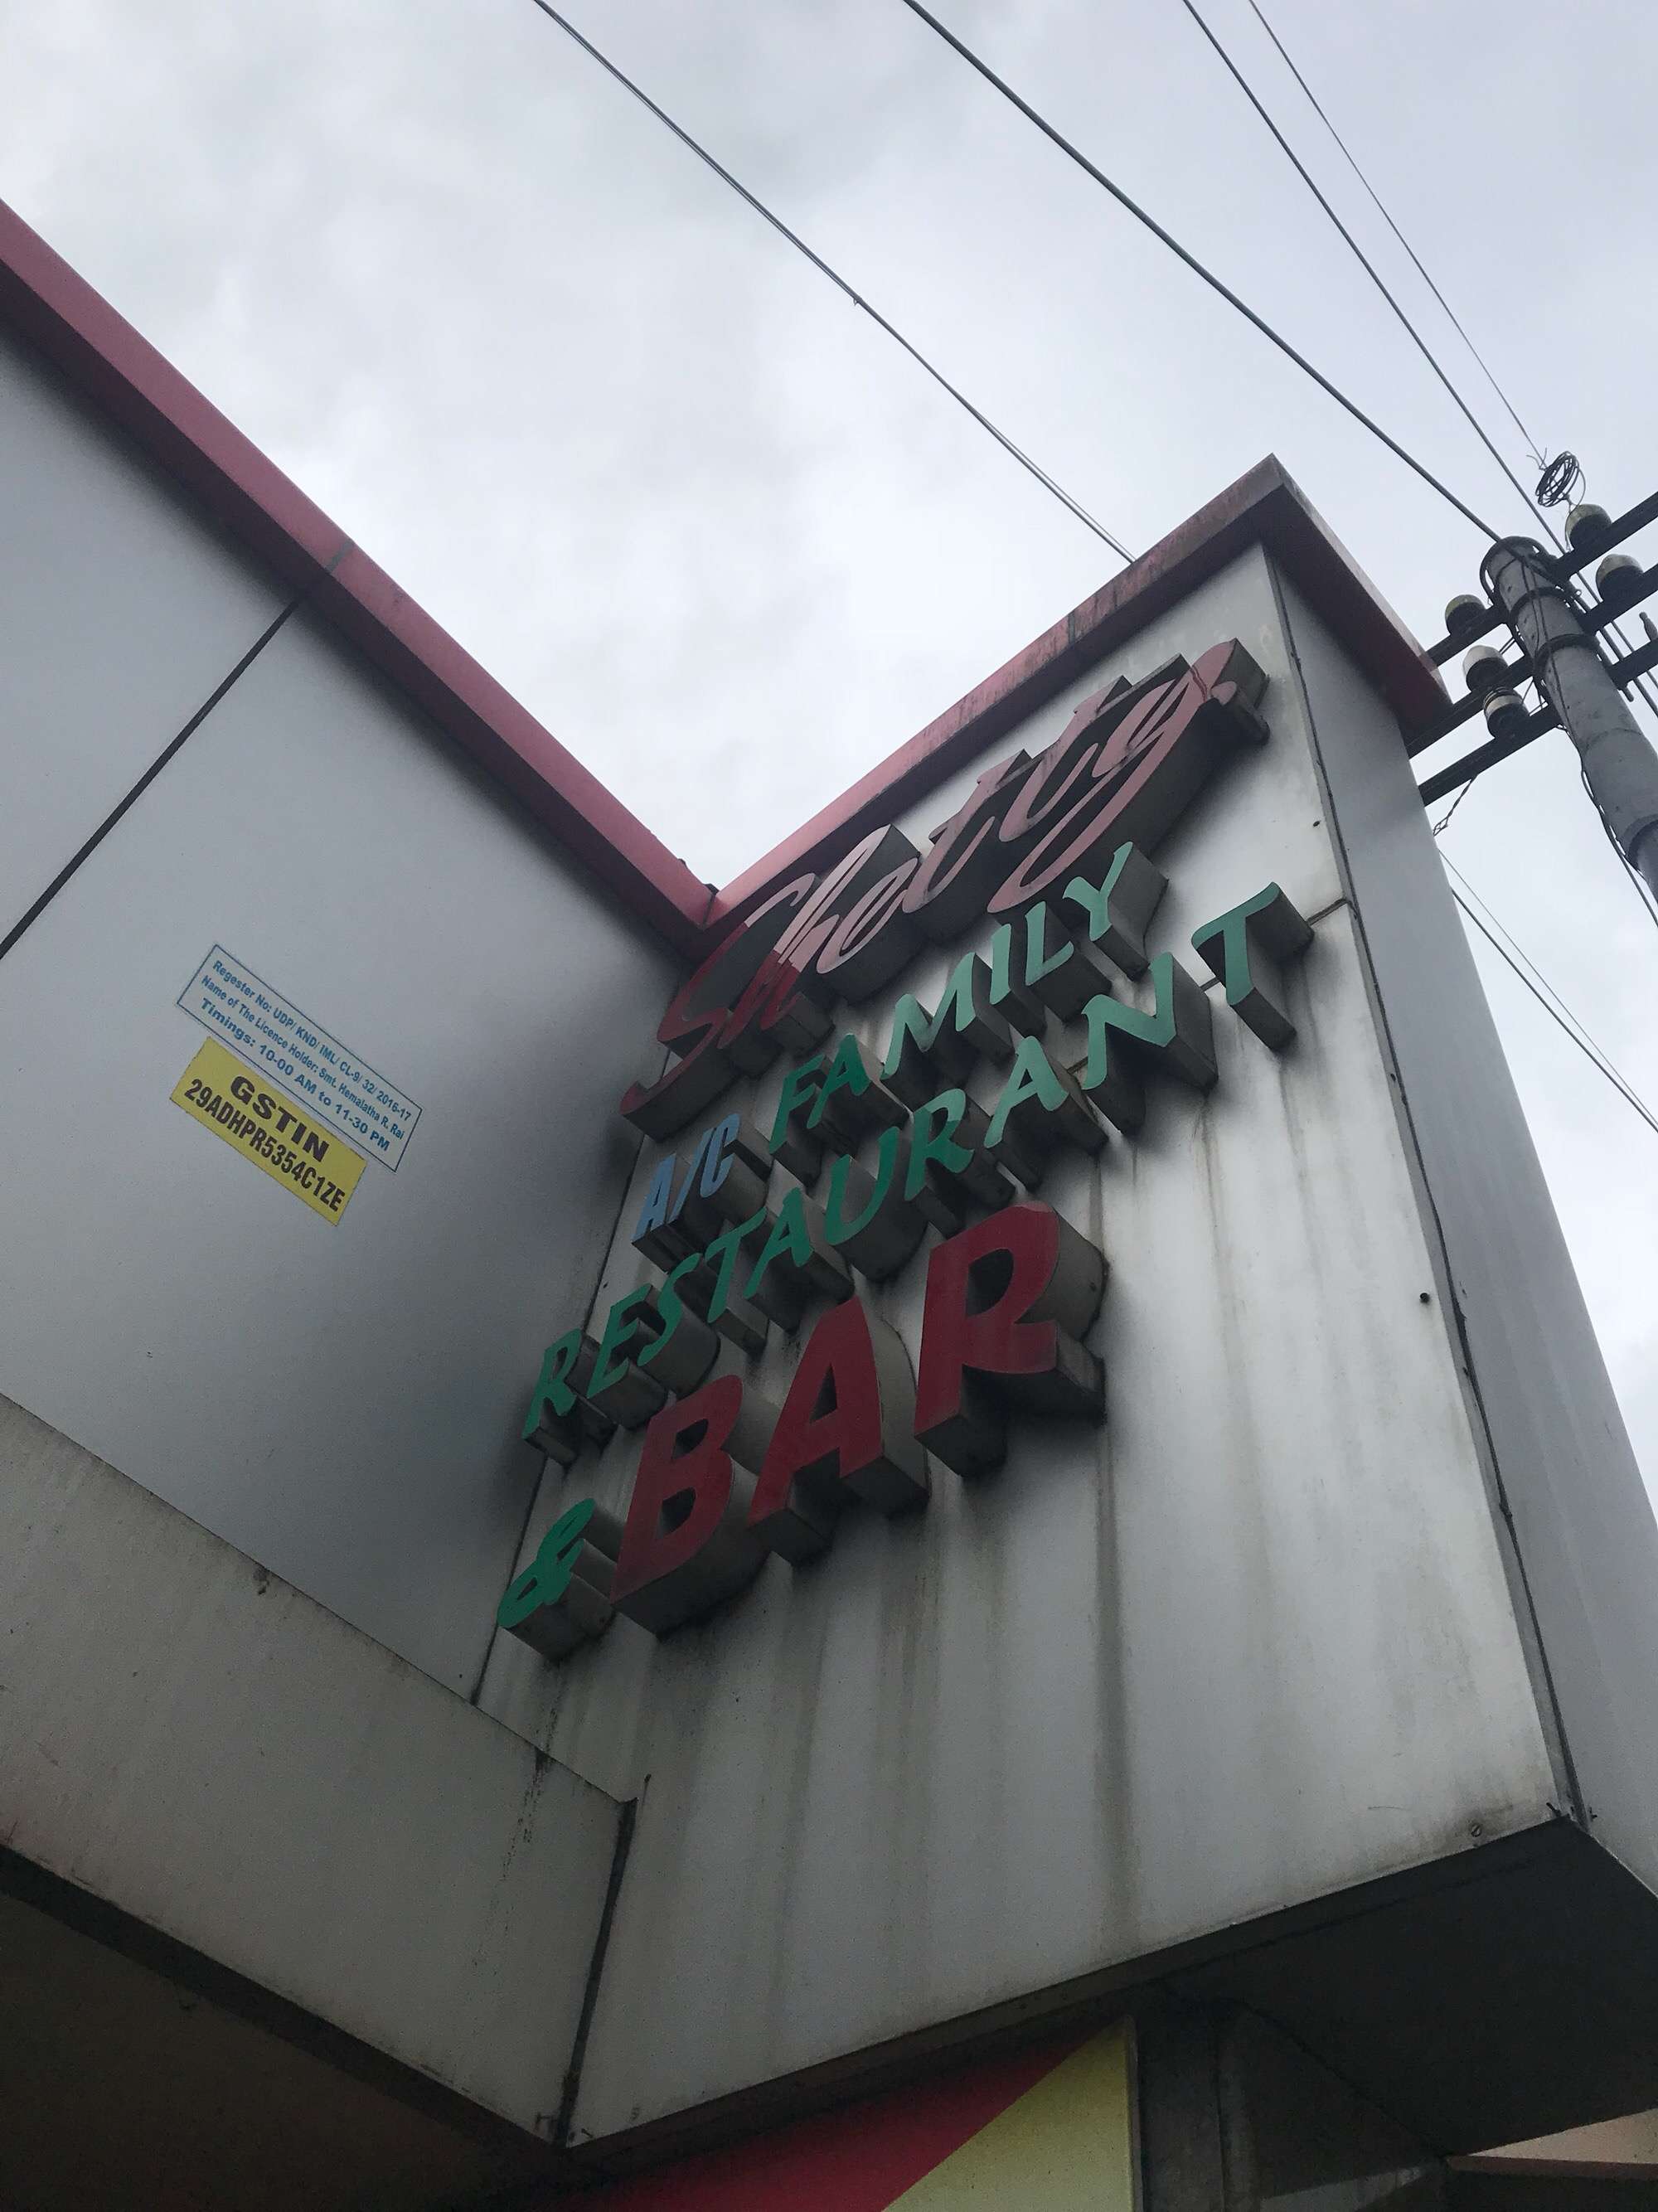 Regester No: UDP/ KND/ IML/ CL-9/ 32/ 2016-17
Name of The Licence Holder: Smt. Hemalatha R. Rai
Timings: 10-00 AM to 11-30 PM
GSTIN
29ADHPR5354C1ZE
Shetty's
A/C FAMILY
RESTAURANT
& BAR